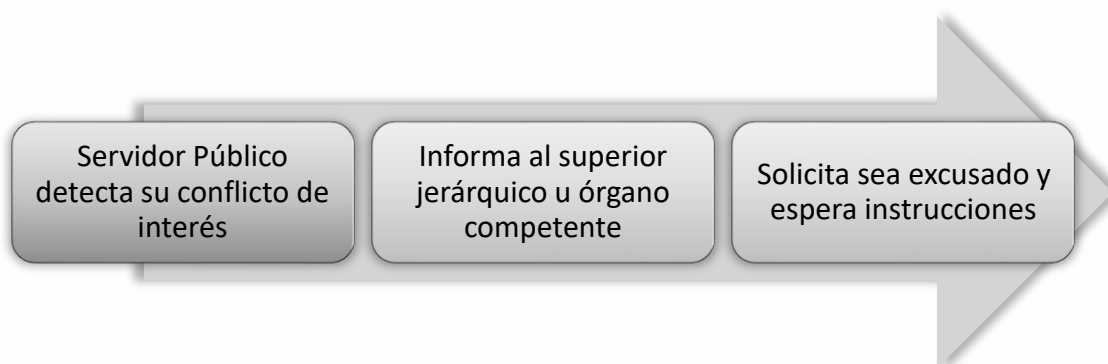 Servidor Público
detecta su conflicto de
interés
Informa al superior
jerárquico u órgano
competente
Solicita sea excusado y
espera instrucciones